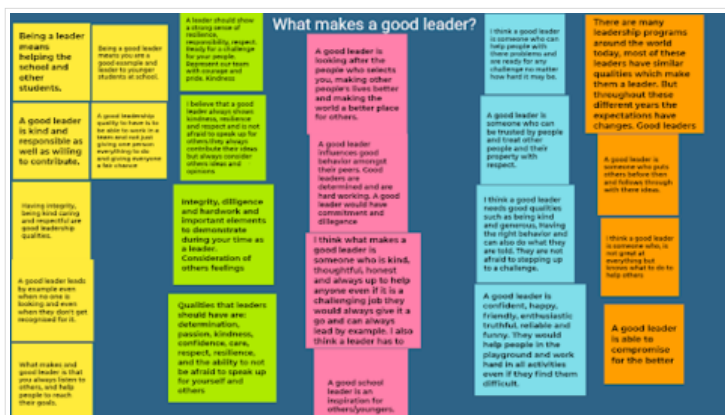 What makes a good leader?
Being a leader
means
helping the
school and
other
students.
Being a good leader
means you are a
good example and
leader to younger
students at school.
A good leader
is kind and
responsible as
well as willing to
contribute.
A good leadership
quality to have is to
be able to work in a
team and not just
giving one person
everything to do
and giving everyone
a fair chance
Having integrity,
being kind caring
and respectful are
good leadership
qualities.
A good leader leads
by example even
when no one is
looking and even
when they don't get
recognised for it.
What makes and
good leader is that
you always listen to
others, and help
people to reach
their goals.
A leader should show
a strong sense of
resilience,
responsibility, respect.
Ready for a challenge
for your people.
Represent our team
with courage and
pride. Kindness
I believe that a good
leader always shows
kindness, resilience
and respect and is not
afraid to speak up for
others.they always
contribute their ideas
but always consider
others ideas and
opinions
Integrity, dilligence
and hardwork and
important elements to
demonstrate
during your time as
a leader.
Consideration of
others feelings
Qualities that leaders
should have are:
determination,
passion, kindness,
confidence, care,
respect, resilience,
and the ability to not
be afraid to speak up
for yourself and
others
A good leader is
looking after the
people who selects
you, making other
people's lives better
and making the
world a better place
for others.
A good leader
influences good
behavior amongst
their peers. Good
leaders are
determined and are
hard working. A good
leader would have
commitment and
dillegance
I think what makes a
good leader is
someone who is kind,
thoughtful, honest
and always up to help
anyone even if it is a
challenging job they
would always give it a
go and can always
lead by example. I also
think a leader has to
A good school
leader is an
inspiration for
others/youngers.
I think a good leader
is someone who can
help people with
there problems and
are ready for any
challenge no matter
how hard it may be.
A good leader is
someone who can
be trusted by people
and treat other
people and their
property with
respect.
I think a good leader
needs good qualities
such as being kind
and generous, Having
the right behavior and
can also do what they
are told. They are not
afraid to stepping up
to a challenge.
A good leader is
confident, happy,
friendly, enthusiastic
truthful, reliable and
funny. They would
help people in the
playground and work
hard in all activities
even if they find them
difficult.
There are many
leadership programs
around the world
today, most of these
leaders have similar
qualities which make
them a leader. But
throughout these
different years the
expectations have
changes. Good leaders
A good leader is
someone who puts
others before then
and follows through
with there ideas.
I think a good leader
is someone who, is
not great at
everything but
knows what to do to
help others
A good leader
is able to
compromise
for the better